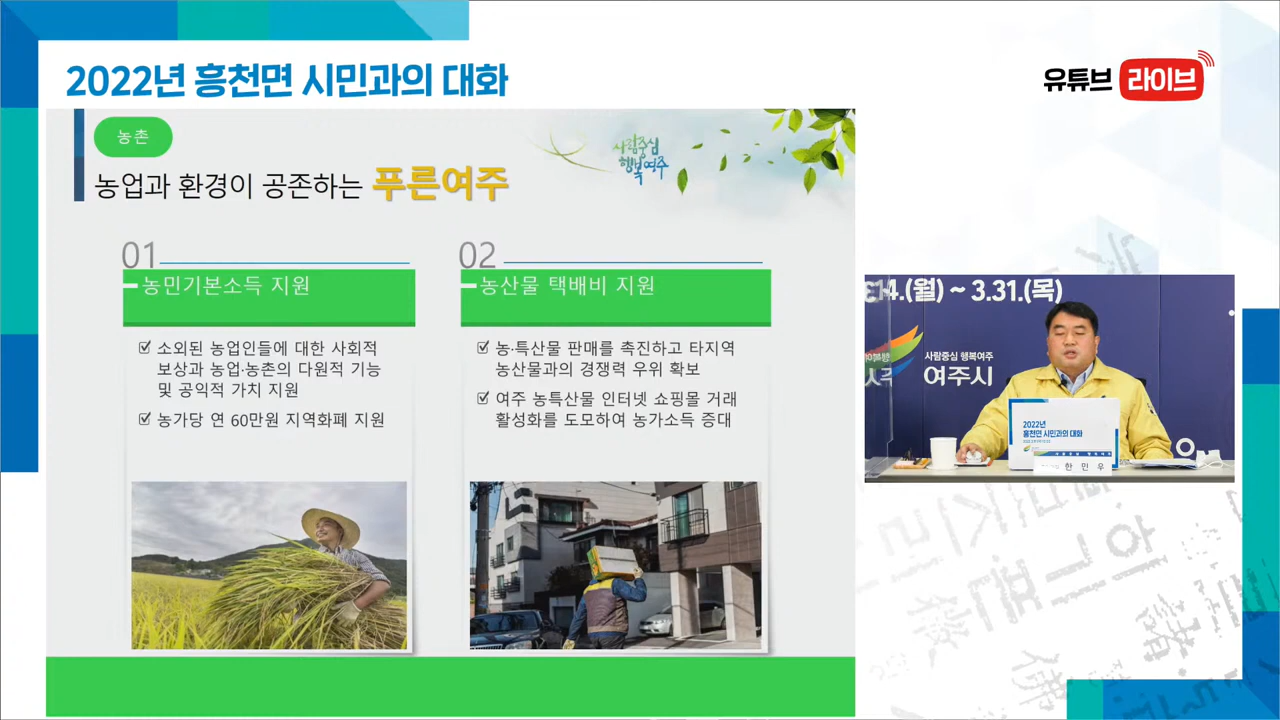 2022년 흥천면 시민과의 대화
유튜브 라이브
농촌
사람중심
행복여주
농업과 환경이 공존하는 푸른여주
01
농민기본소득 지원
소외된 농업인들에 대한 사회적
보상과 농업·농촌의 다원적 기능
및 공익적 가치 지원
농가당 연 60만원 지역화폐 지원
02
농산물 택배비 지원
농·특산물 판매를 촉진하고 타지역
농산물과의 경쟁력 우위 확보
여주 농특산물 인터넷 쇼핑몰 거래
활성화를 도모하여 농가소득 증대
14.(월) ~ 3.31.(목)
사람중심 행복여주
여주시
2022년
흥천면 시민과의 대화
사람중심 행복여주
한민우